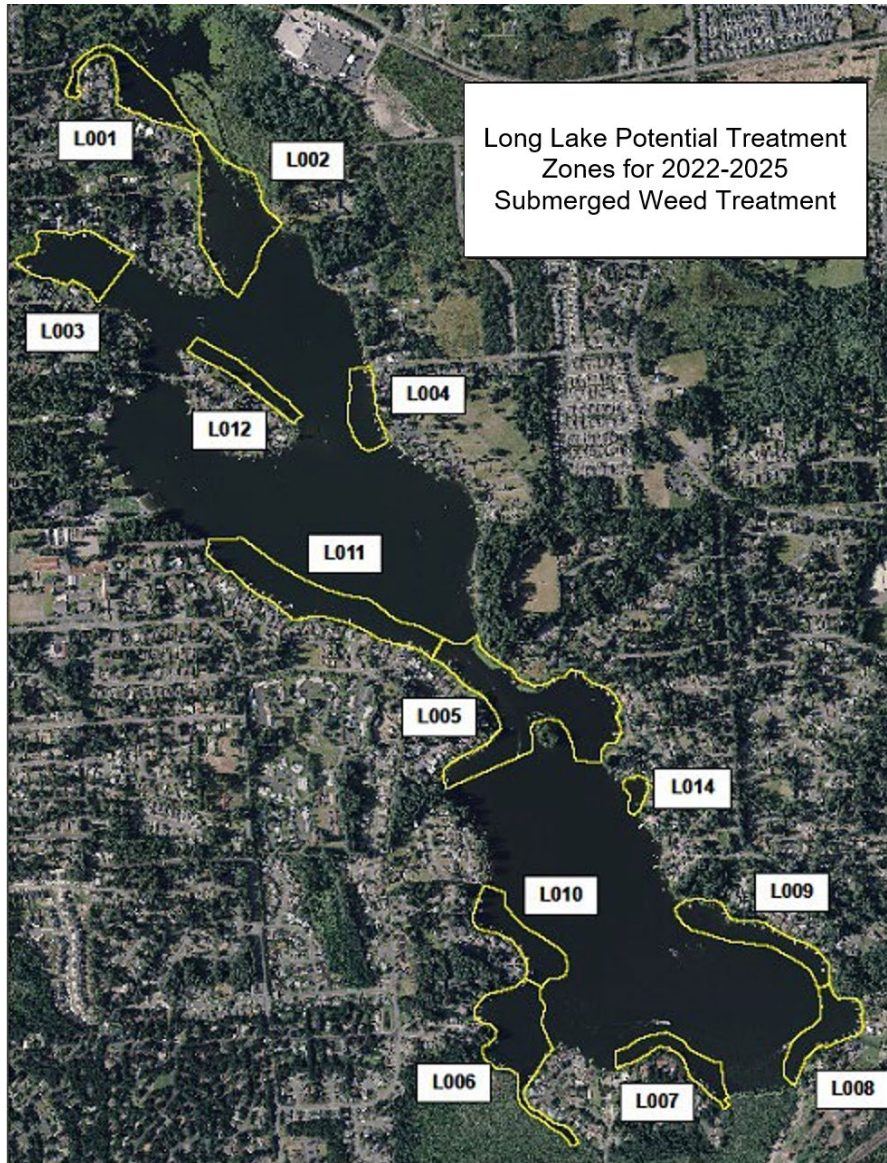 Long Lake Potential Treatment
Zones for 2022-2025
Submerged Weed Treatment
L001
L002
L003
L004
L012
L011
L005
L014
L010
L009
L006
L007
L008